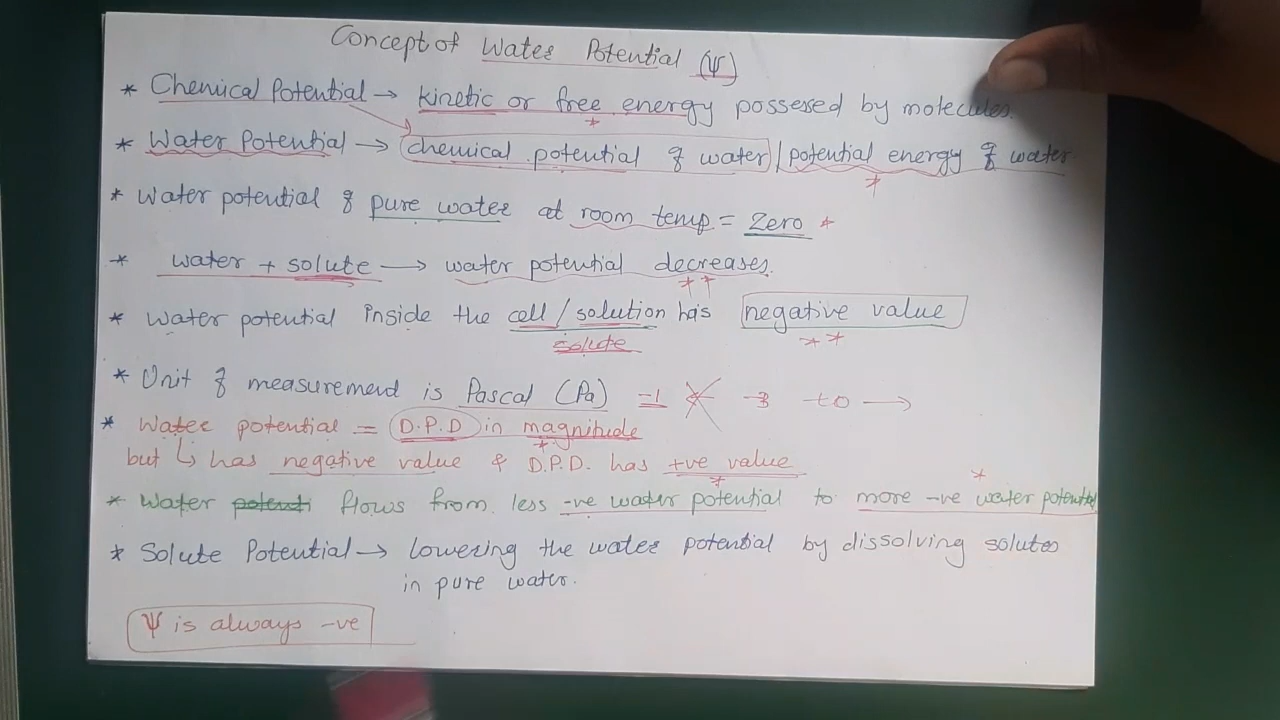 Concept of Water Potential (Ψ)
* Chemical Potential → kinetic or free energy possessed by molecules.
* Water Potential → chemical potential of water / potential energy of water
* Water potential of pure water at room temp = Zero *
* water + solute → water potential decreases.
* Water potential inside the cell / solution has negative value
solute
* Unit of measurement is Pascal (Pa) -1 -3 to →
* Water potential = D.P.D in magnitude
but ↳ has negative value & D.P.D. has +ve value
* Water potenti flows from less -ve water potential to more -ve water potential
* Solute Potential → lowering the water potential by dissolving solutes
in pure water.
Ψ is always -ve